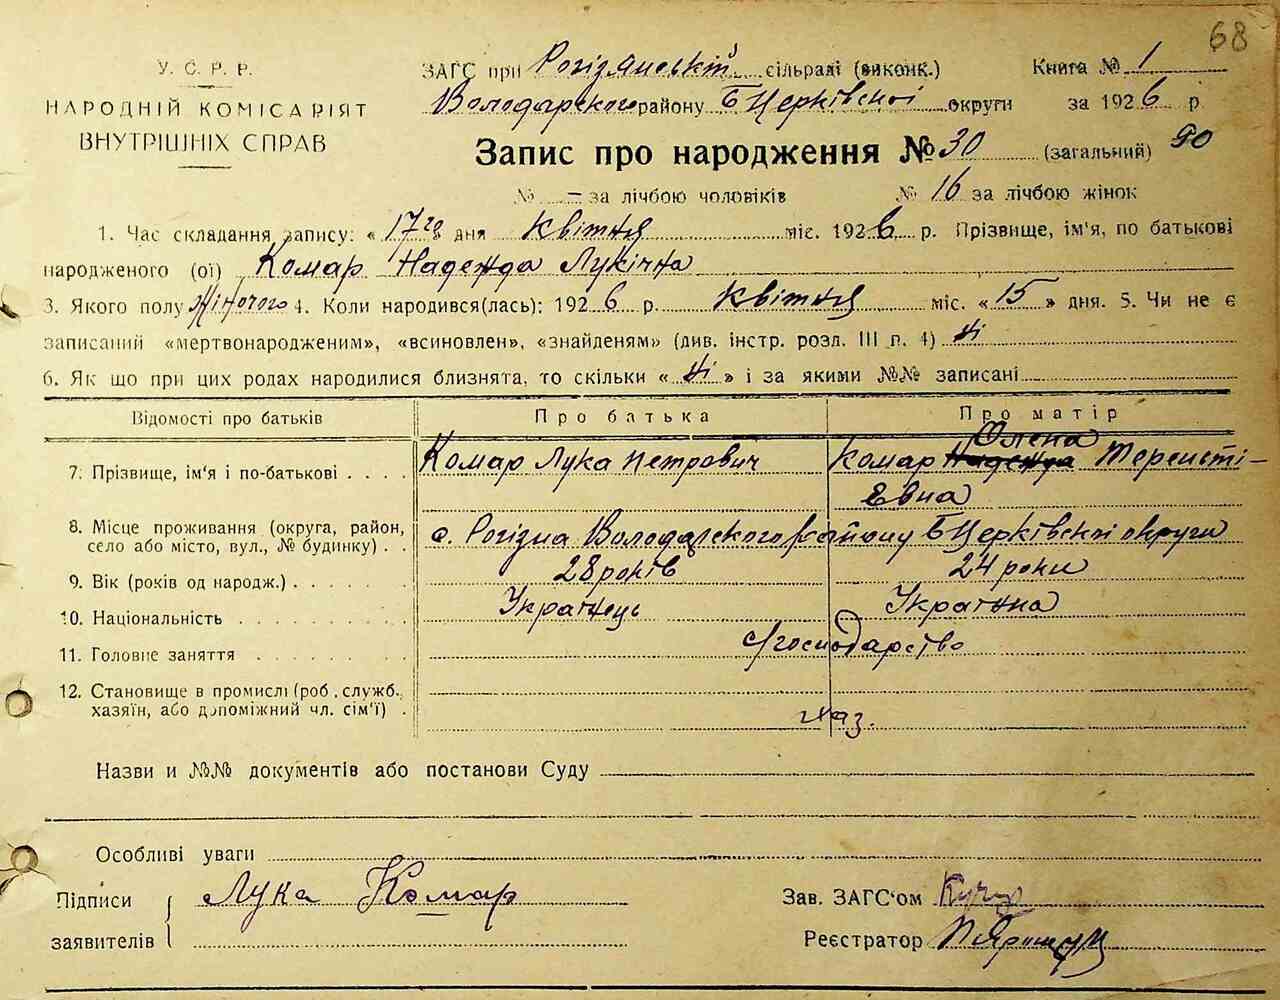 68
У. С. Р. Р.
НАРОДНІЙ КОМІСАРІЯТ
ВНУТРІШНІХ СПРАВ
ЗАГС при Рогізянській сільраді (виконк.) Книга № 1
Володарского району БЦерківської округи за 1926 р
Запис про народження № 30 (загальний) 90
№ = за лічбою чоловіків № 16 за лічбою жінок
1. Час складання запису: « 17го » дня Квітня міс. 1926 р. Прізвище, ім'я, по батькові
народженого (ої) Комар Надежда Лукічна
3. Якого полу Жіночого 4. Коли народився(лась): 1926 р. Квітня міс. « 15 » дня. 5. Чи не є
записаний «мертвонародженим», «всиновлен», «знайденям» (див. інстр. розд. III п. 4) Ні
6. Як що при цих родах народилися близнята, то скільки « Ні » і за якими №№ записані
Відомості про батьків Про батька Про матір
7. Прізвище, ім'я і по-батькові . . . . Комар Лука Петрович Комар Надежда Олена Терентієвна
8. Місце проживання (округа, район, село або місто, вул., № будинку) . . с. Рогізна Володарского району БЦерківської округи
9. Вік (років од народж.) . . . . . . . 28 років 24 роки
10. Національність . . . . . . . . . . Українець Українка
11. Головне заняття . . . . . . . . с/господарство
12. Становище в промислі (роб., служб., хазяїн, або допоміжний чл. сім'ї) . хаз.
Назви и №№ документів або постанови Суду
Особливі уваги
Підписи заявителів Лука Комар
Зав. ЗАГС'ом
Реєстратор